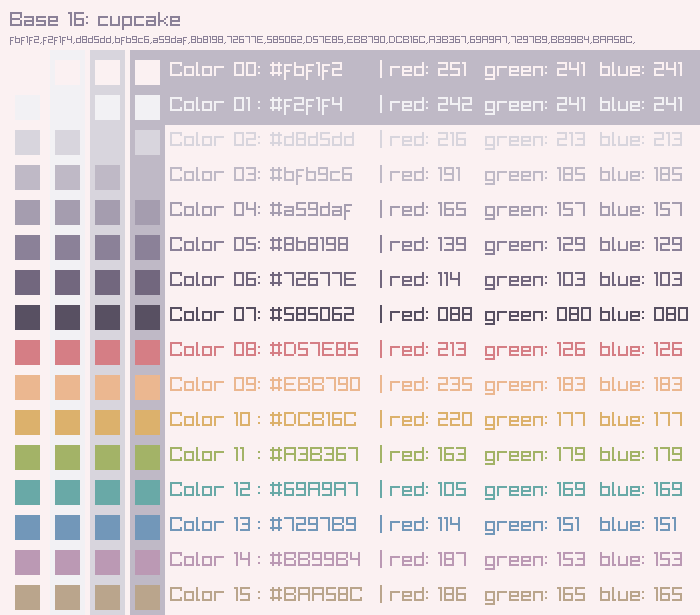 Base 16: cupcake
fbf1f2,f2f1f4,d8d5dd,bfb9c6,a59daf,8b8198,72677E,585062,D57E85,EBB790,DCB16C,A3B367,69A9A7,7297B9,BB99B4,BAA58C,
Color 00: #fbf1f2 | red: 251 green: 241 blue: 241
Color 01 : #f2f1f4 | red: 242 green: 241 blue: 241
Color 02: #d8d5dd | red: 216 green: 213 blue: 213
Color 03: #bfb9c6 | red: 191 green: 185 blue: 185
Color 04: #a59daf | red: 165 green: 157 blue: 157
Color 05: #8b8198 | red: 139 green: 129 blue: 129
Color 06: #72677E | red: 114 green: 103 blue: 103
Color 07: #585062 | red: 088 green: 080 blue: 080
Color 08: #D57E85 | red: 213 green: 126 blue: 126
Color 09: #EBB790 | red: 235 green: 183 blue: 183
Color 10 : #DCB16C | red: 220 green: 177 blue: 177
Color 11 : #A3B367 | red: 163 green: 179 blue: 179
Color 12 : #69A9A7 | red: 105 green: 169 blue: 169
Color 13 : #7297B9 | red: 114 green: 151 blue: 151
Color 14 : #BB99B4 | red: 187 green: 153 blue: 153
Color 15 : #BAA58C | red: 186 green: 165 blue: 165